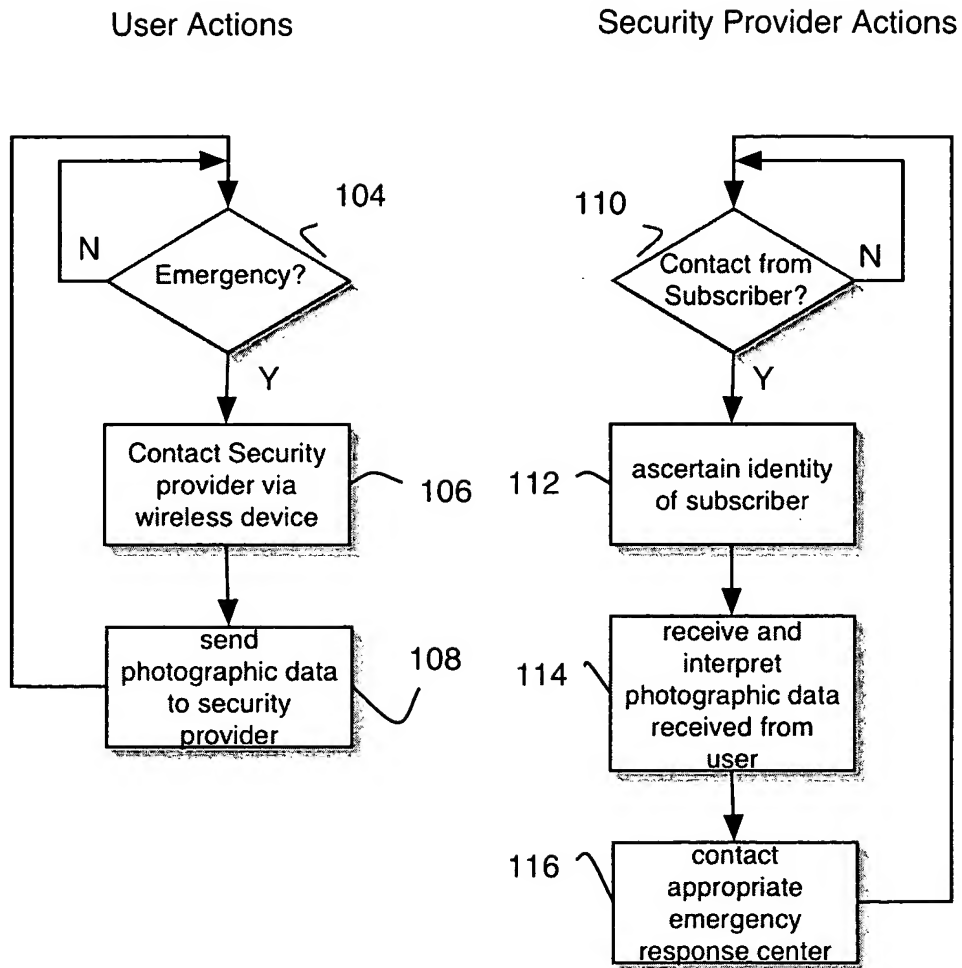 User Actions
Security Provider Actions
104
Emergency?
N
Y
Contact Security
provider via
wireless device
106
send
photographic data
to security
provider
108
110
Contact from
Subscriber?
N
Y
112
ascertain identity
of subscriber
114
receive and
interpret
photographic data
received from
user
116
contact
appropriate
emergency
response center